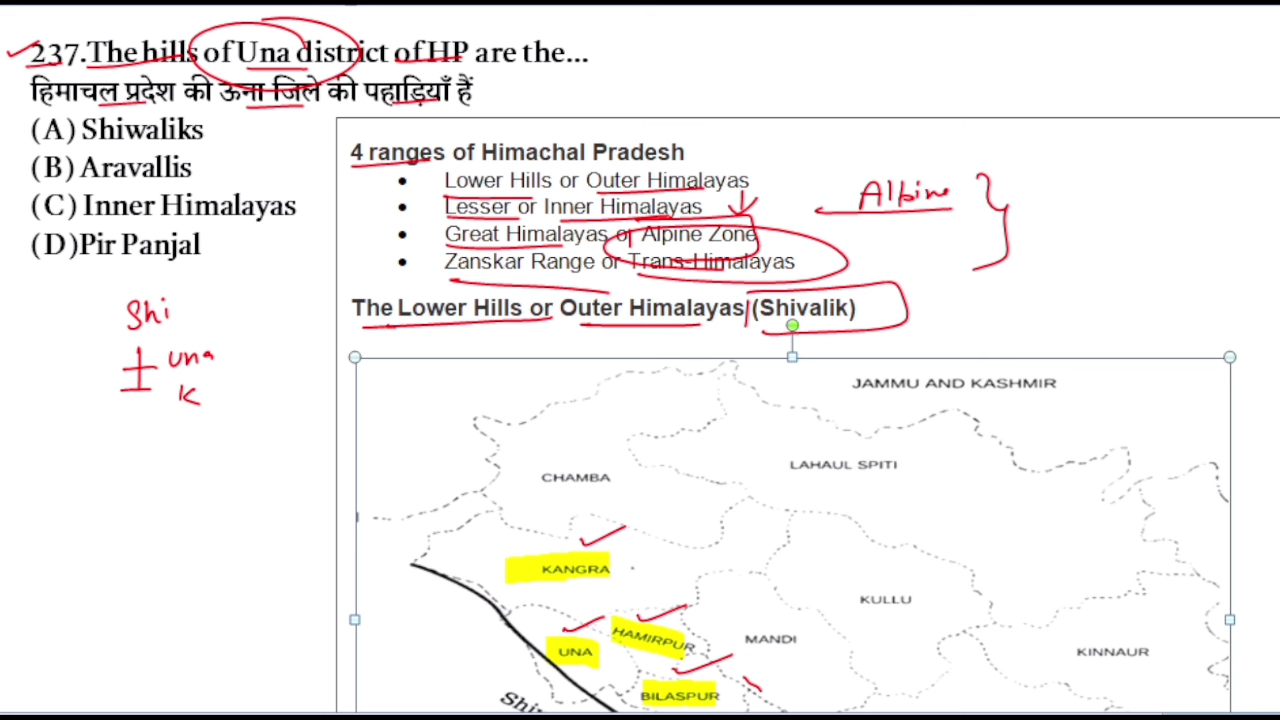 237.The hills of Una district of HP are the...
हिमाचल प्रदेश की ऊना जिले की पहाड़ियाँ हैं
(A) Shiwaliks
(B) Aravallis
(C) Inner Himalayas
(D)Pir Panjal
4 ranges of Himachal Pradesh
• Lower Hills or Outer Himalayas
• Lesser or Inner Himalayas
• Great Himalayas or Alpine Zone
• Zanskar Range or Trans-Himalayas
Alpine
The Lower Hills or Outer Himalayas (Shivalik)
Shi
Una
K
JAMMU AND KASHMIR
LAHAUL SPITI
CHAMBA
KANGRA
KULLU
HAMIRPUR
MANDI
UNA
KINNAUR
BILASPUR